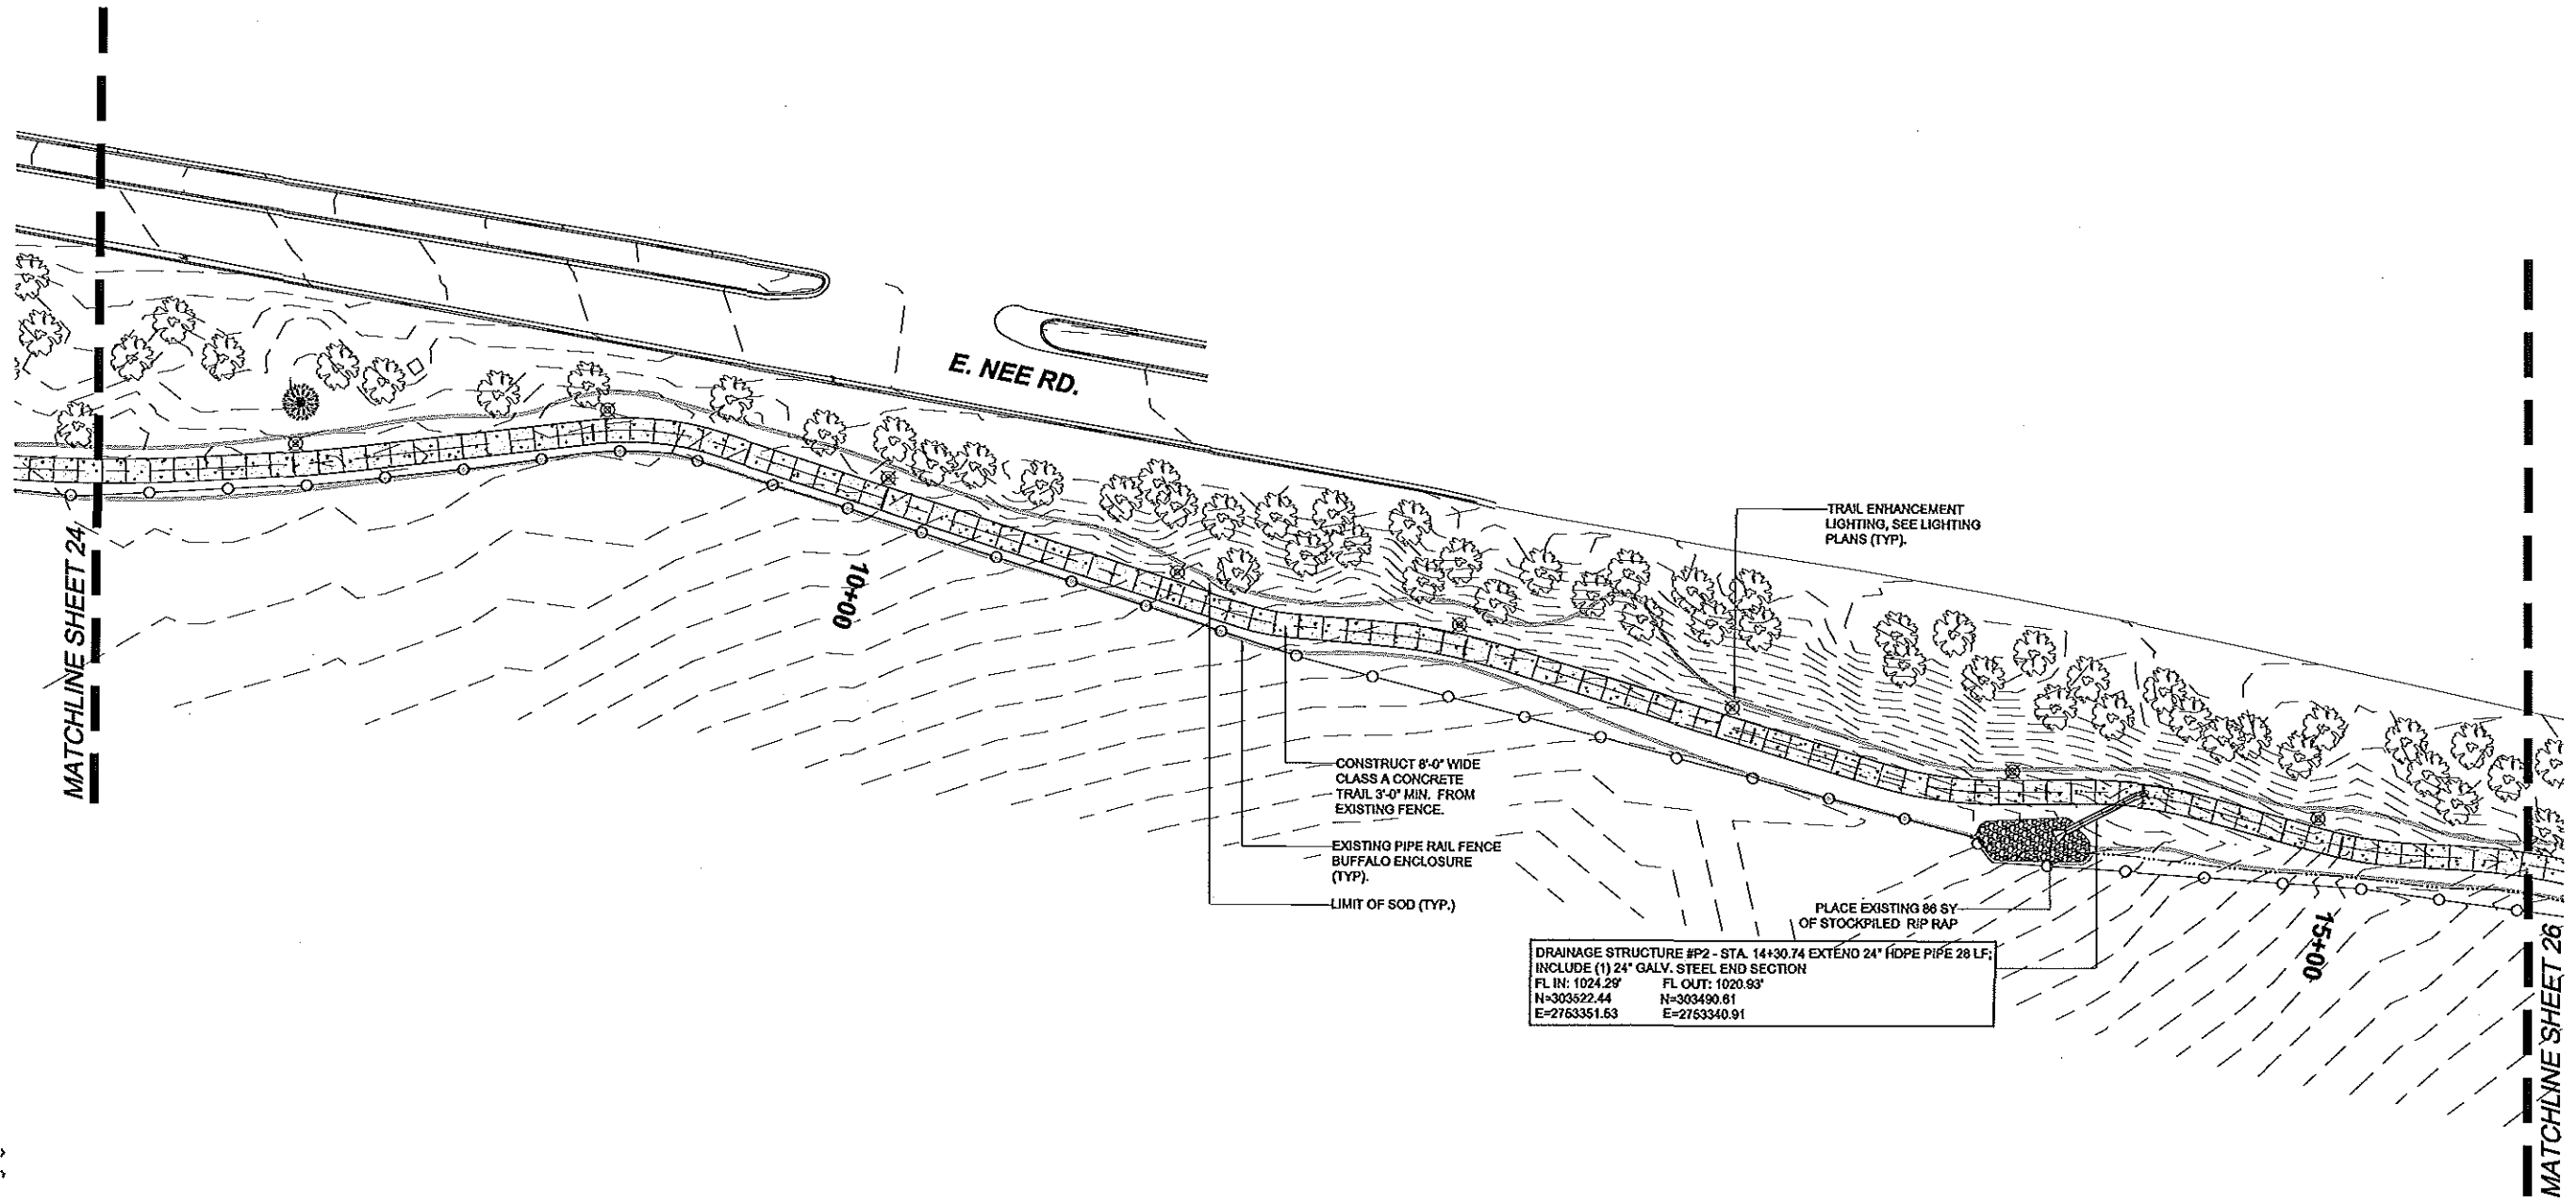 E. NEE RD.
TRAIL ENHANCEMENT
LIGHTING, SEE LIGHTING
PLANS (TYP).
MATCHLINE SHEET 24
10+00
CONSTRUCT 8'-0" WIDE
CLASS A CONCRETE
TRAIL 3'-0" MIN. FROM
EXISTING FENCE.
EXISTING PIPE RAIL FENCE
BUFFALO ENCLOSURE
(TYP).
LIMIT OF SOD (TYP.)
PLACE EXISTING 86 SY
OF STOCKPILED RIP RAP
DRAINAGE STRUCTURE #P2 - STA. 14+30.74 EXTEND 24" HDPE PIPE 28 LF;
INCLUDE (1) 24" GALV. STEEL END SECTION
FL IN: 1024.29' FL OUT: 1020.93'
N=303522.44 N=303490.61
E=2763351.53 E=2753340.91
15+00
MATCHLINE SHEET 26